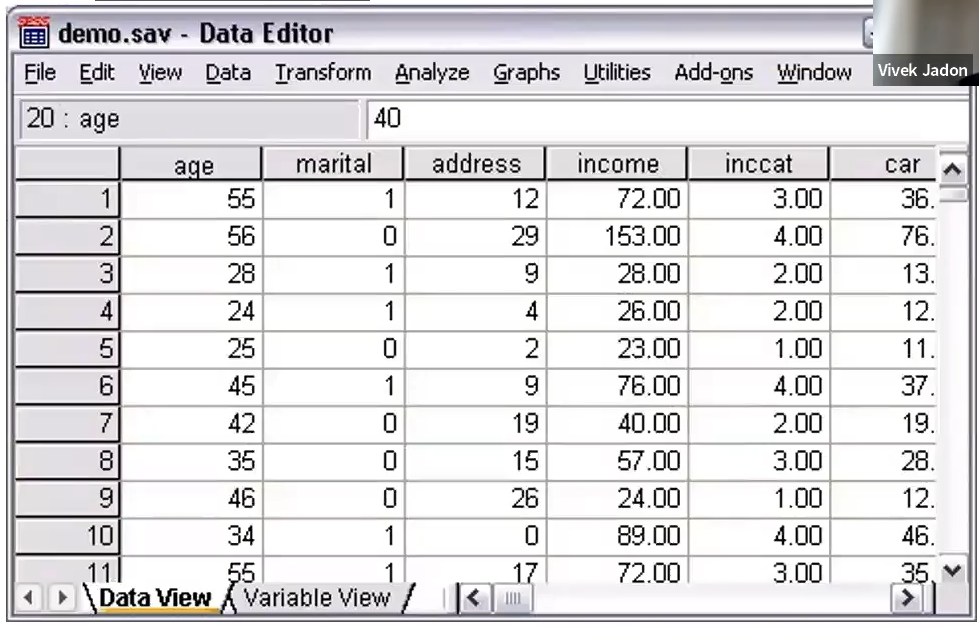 demo.sav - Data Editor
File Edit View Data Transform Analyze Graphs Utilities Add-ons Window
Vivek Jadon
20 : age 40
age marital address income inccat car
1 55 1 12 72.00 3.00 36.
2 56 0 29 153.00 4.00 76.
3 28 1 9 28.00 2.00 13.
4 24 1 4 26.00 2.00 12.
5 25 0 2 23.00 1.00 11.
6 45 1 9 76.00 4.00 37.
7 42 0 19 40.00 2.00 19.
8 35 0 15 57.00 3.00 28.
9 46 0 26 24.00 1.00 12.
10 34 1 0 89.00 4.00 46.
11 55 1 17 72.00 3.00 35.
Data View Variable View